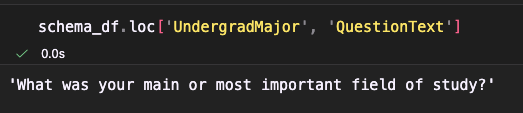 schema_df.loc['UndergradMajor', 'QuestionText']
✓ 0.0s
'What was your main or most important field of study?'